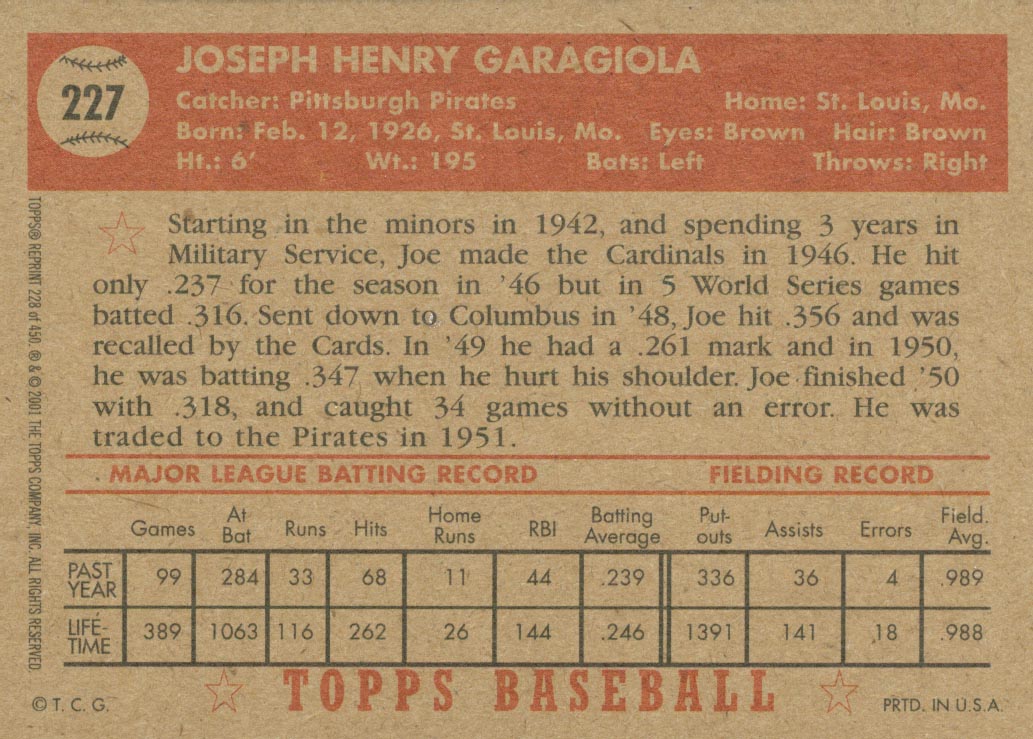 227
JOSEPH HENRY GARAGIOLA
Catcher: Pittsburgh Pirates Home: St. Louis, Mo.
Born: Feb. 12, 1926, St. Louis, Mo. Eyes: Brown Hair: Brown
Ht.: 6′ Wt.: 195 Bats: Left Throws: Right
Starting in the minors in 1942, and spending 3 years in
Military Service, Joe made the Cardinals in 1946. He hit
only .237 for the season in '46 but in 5 World Series games
batted .316. Sent down to Columbus in '48, Joe hit .356 and was
recalled by the Cards. In '49 he had a .261 mark and in 1950,
he was batting .347 when he hurt his shoulder. Joe finished '50
with .318, and caught 34 games without an error. He was
traded to the Pirates in 1951.
MAJOR LEAGUE BATTING RECORD FIELDING RECORD
Games At Bat Runs Hits Home Runs RBI Batting Average Put-outs Assists Errors Field. Avg.
PAST YEAR 99 284 33 68 11 44 .239 336 36 4 .989
LIFE-TIME 389 1063 116 262 26 144 .246 1391 141 18 .988
TOPPS BASEBALL
© T. C. G. PRTD. IN U.S.A.
TOPPS® REPRINT 228 of 450. ® & © 2001 THE TOPPS COMPANY, INC. ALL RIGHTS RESERVED.